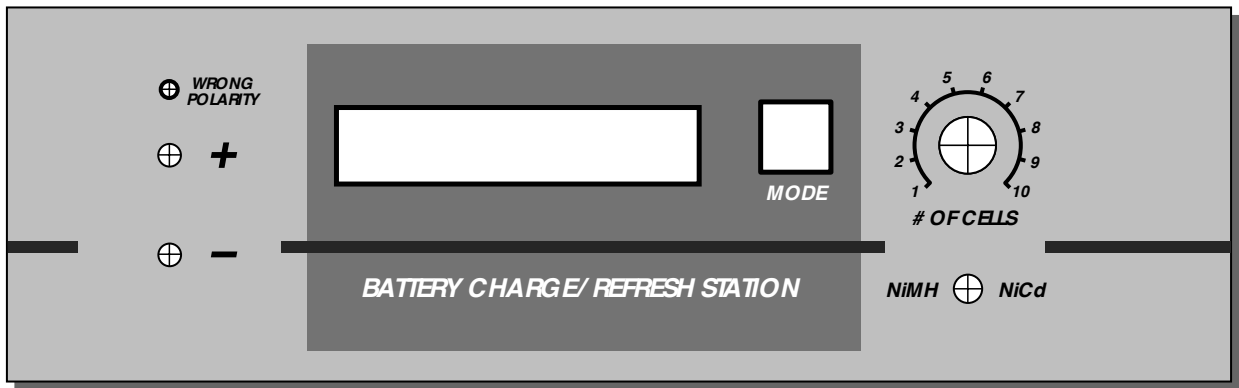 WRONG
POLARITY
+
−
MODE
BATTERY CHARGE/REFRESH STATION
1
2
3
4
5
6
7
8
9
10
# OF CELLS
NiMH NiCd